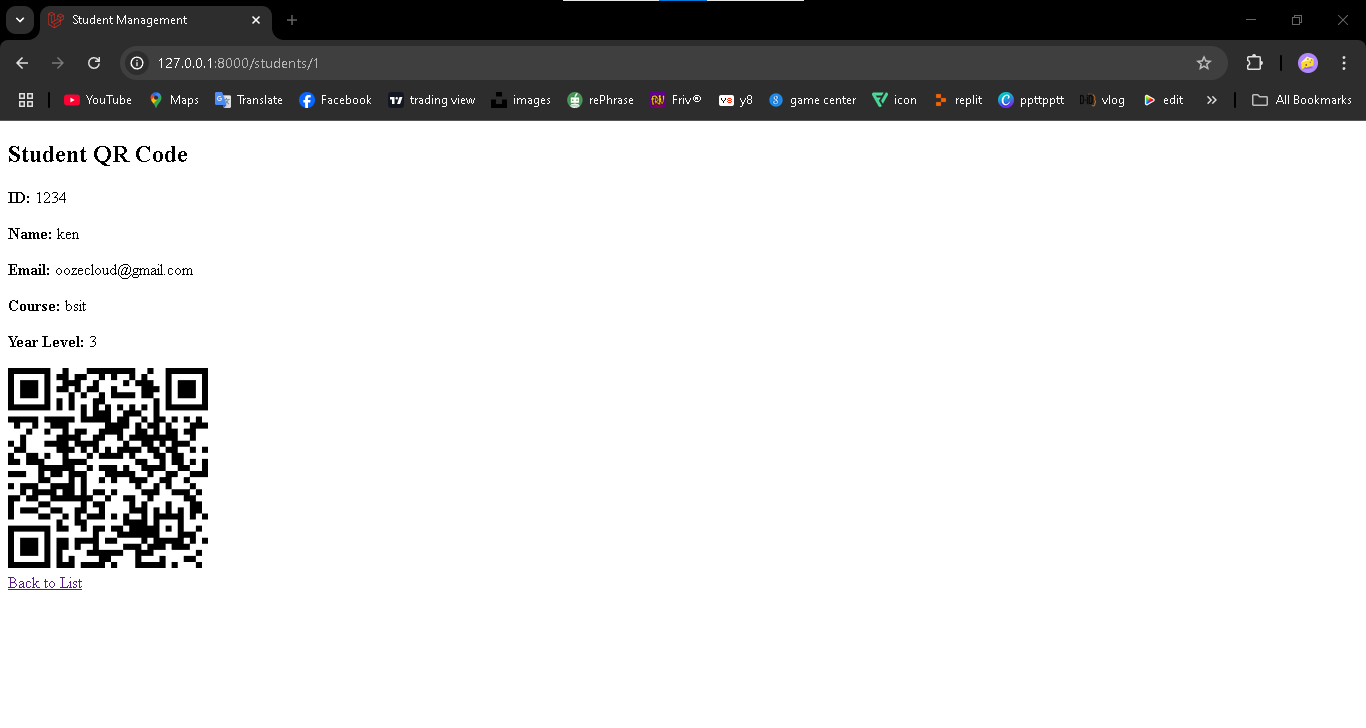 Student Management
127.0.0.1:8000/students/1
YouTube Maps Translate Facebook trading view images rePhrase Friv® y8 game center icon replit ppttpptt vlog edit All Bookmarks
Student QR Code
ID: 1234
Name: ken
Email: oozecloud@gmail.com
Course: bsit
Year Level: 3
Back to List